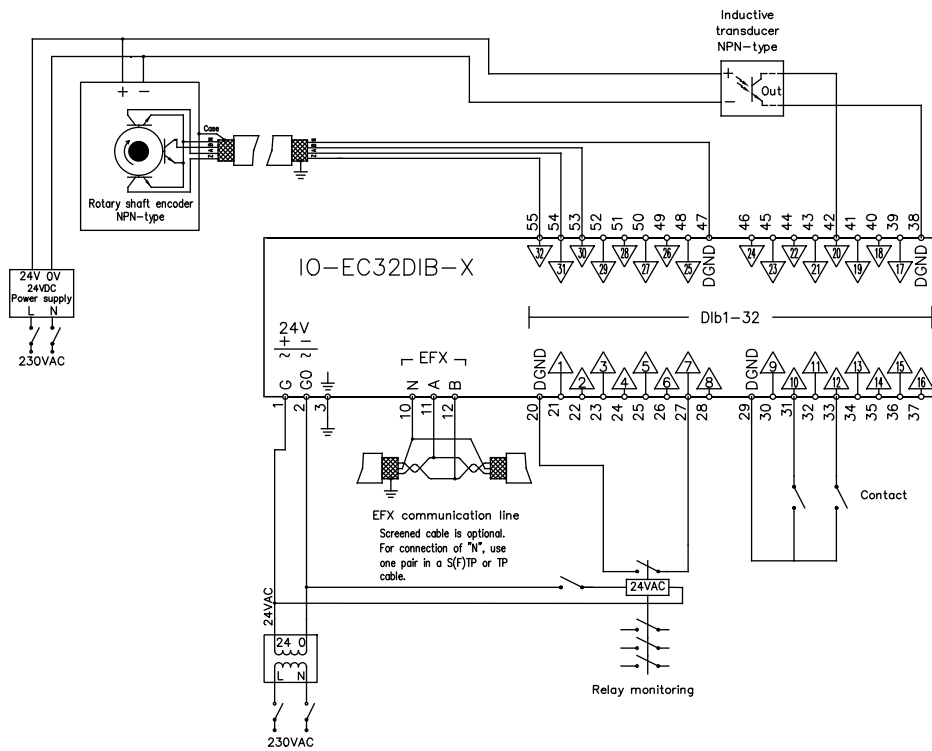 Inductive
transducer
NPN-type
+
-
Out
+ -
Case
N A B Z
N A B Z
Rotary shaft encoder
NPN-type
24V 0V
24VDC
Power supply
L N
230VAC
55 54 53 52 51 50 49 48 47 46 45 44 43 42 41 40 39 38
32 31 30 29 28 27 26 25 DGND 24 23 22 21 20 19 18 17 DGND
IO-EC32DIB-X
DIb1-32
24V
+ -
~ ~
G G0
EFX
N A B
DGND 1 2 3 4 5 6 7 8 DGND 9 10 11 12 13 14 15 16
1 2 3 10 11 12 20 21 22 23 24 25 26 27 28 29 30 31 32 33 34 35 36 37
Contact
EFX communication line
Screened cable is optional.
For connection of "N", use
one pair in a S(F)TP or TP
cable.
24VAC
24VAC
24 0
L N
230VAC
Relay monitoring